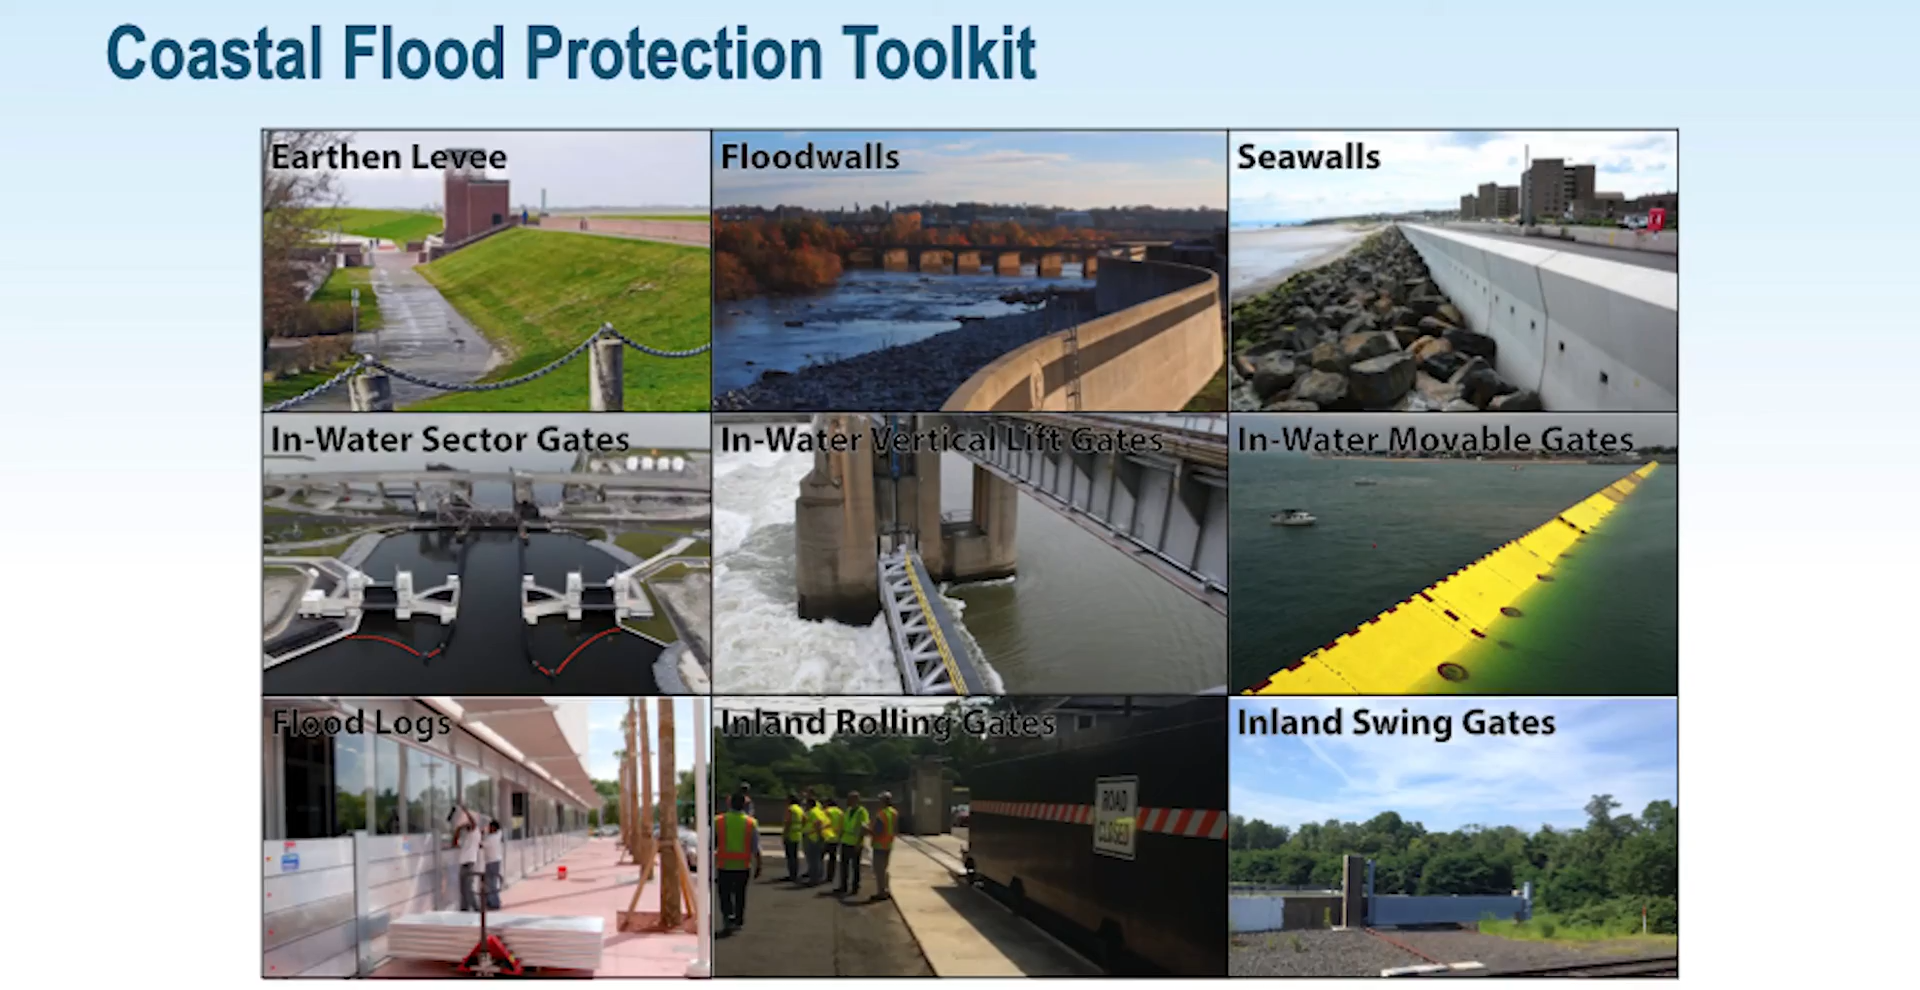 Coastal Flood Protection Toolkit
Earthen Levee
Floodwalls
Seawalls
In-Water Sector Gates
In-Water Vertical Lift Gates
In-Water Movable Gates
Flood Logs
Inland Rolling Gates
ROAD
CLOSED
Inland Swing Gates